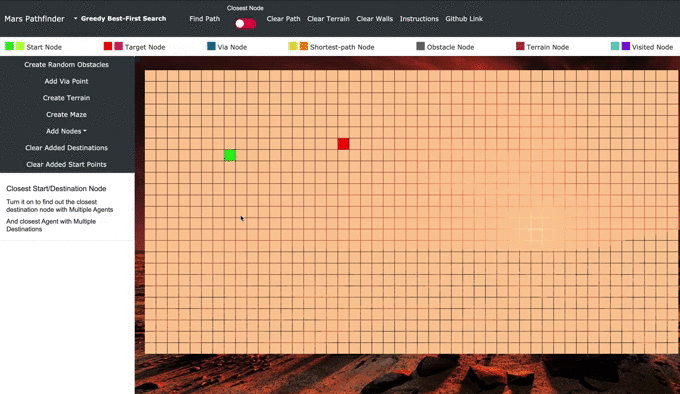 Closest Node
Mars Pathfinder Greedy Best-First Search Find Path Clear Path Clear Terrain Clear Walls Instructions Github Link
Start Node Target Node Via Node Shortest-path Node Obstacle Node Terrain Node Visited Node
Create Random Obstacles
Add Via Point
Create Terrain
Create Maze
Add Nodes
Clear Added Destinations
Clear Added Start Points
Closest Start/Destination Node
Turn it on to find out the closest
destination node with Multiple Agents
And closest Agent with Multiple
Destinations